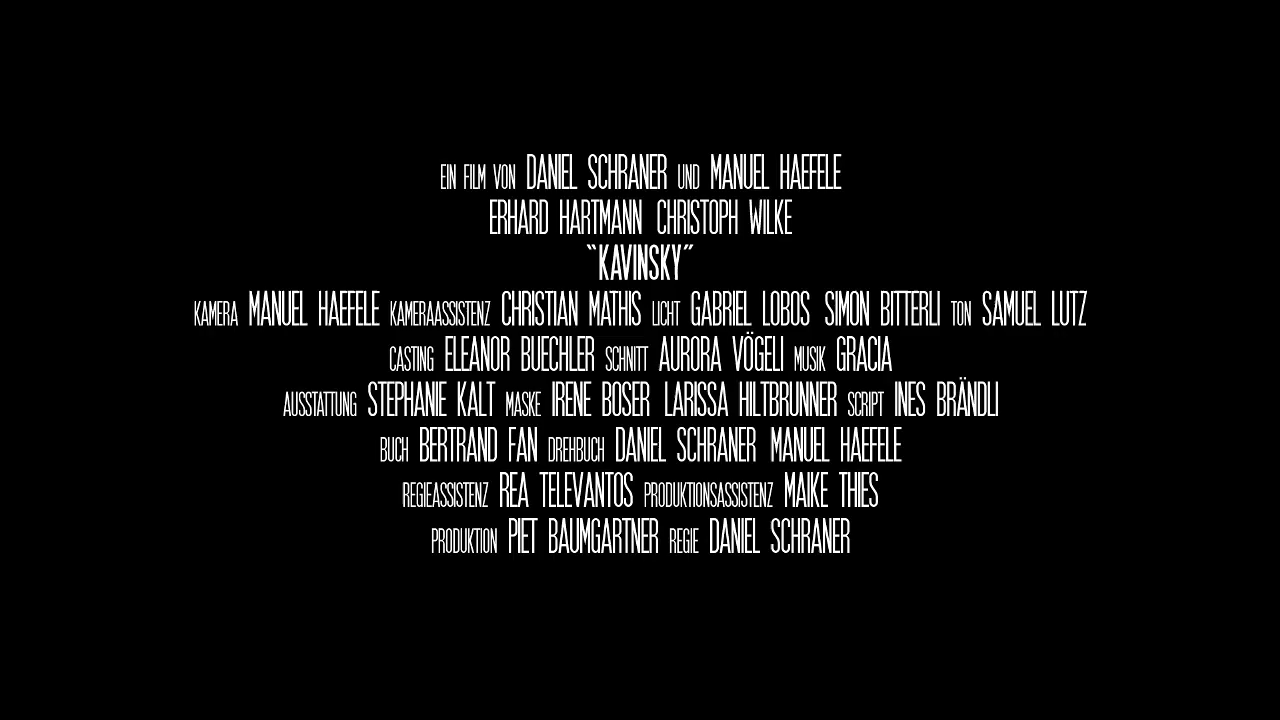 EIN FILM VON DANIEL SCHRANER UND MANUEL HAEFELE
ERHARD HARTMANN CHRISTOPH WILKE
"KAVINSKY"
KAMERA MANUEL HAEFELE KAMERAASSISTENZ CHRISTIAN MATHIS LICHT GABRIEL LOBOS SIMON BITTERLI TON SAMUEL LUTZ
CASTING ELEANOR BUECHLER SCHNITT AURORA VÖGELI MUSIK GRACIA
AUSSTATTUNG STEPHANIE KALT MASKE IRENE BOSER LARISSA HILTBRUNNER SCRIPT INES BRÄNDLI
BUCH BERTRAND FAN DREHBUCH DANIEL SCHRANER MANUEL HAEFELE
REGIEASSISTENZ REA TELEVANTOS PRODUKTIONSASSISTENZ MAIKE THIES
PRODUKTION PIET BAUMGARTNER REGIE DANIEL SCHRANER